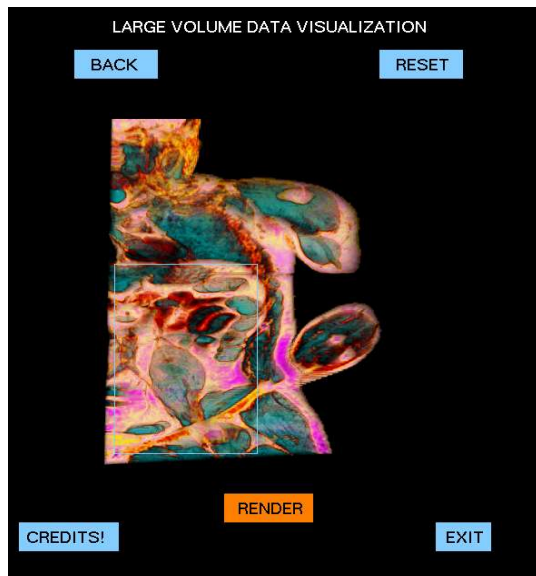 LARGE VOLUME DATA VISUALIZATION
BACK
RESET
RENDER
CREDITS!
EXIT